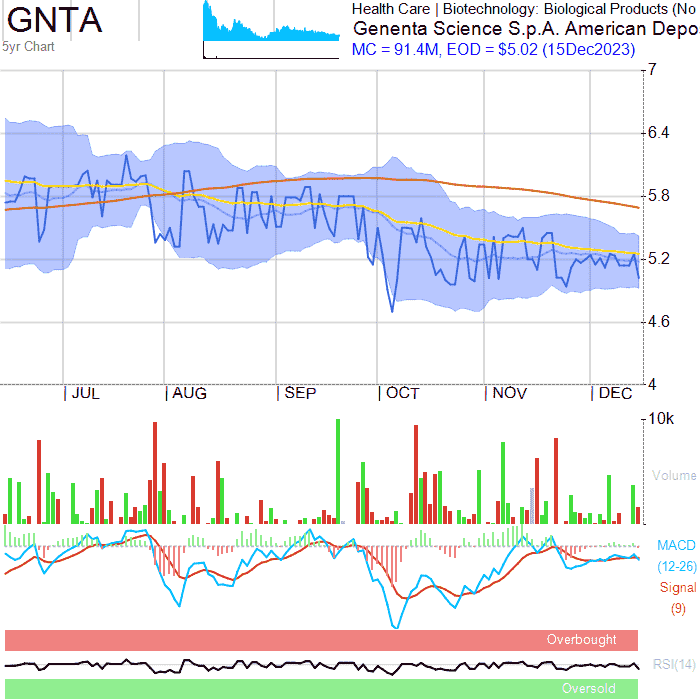 GNTA
5yr Chart
Health Care | Biotechnology: Biological Products (No
Genenta Science S.p.A. American Depo
MC = 91.4M, EOD = $5.02 (15Dec2023)
7
6.4
5.8
5.2
4.6
4
JUL AUG SEP OCT NOV DEC
10k
Volume
MACD
(12-26)
Signal
(9)
Overbought
RSI(14)
Oversold